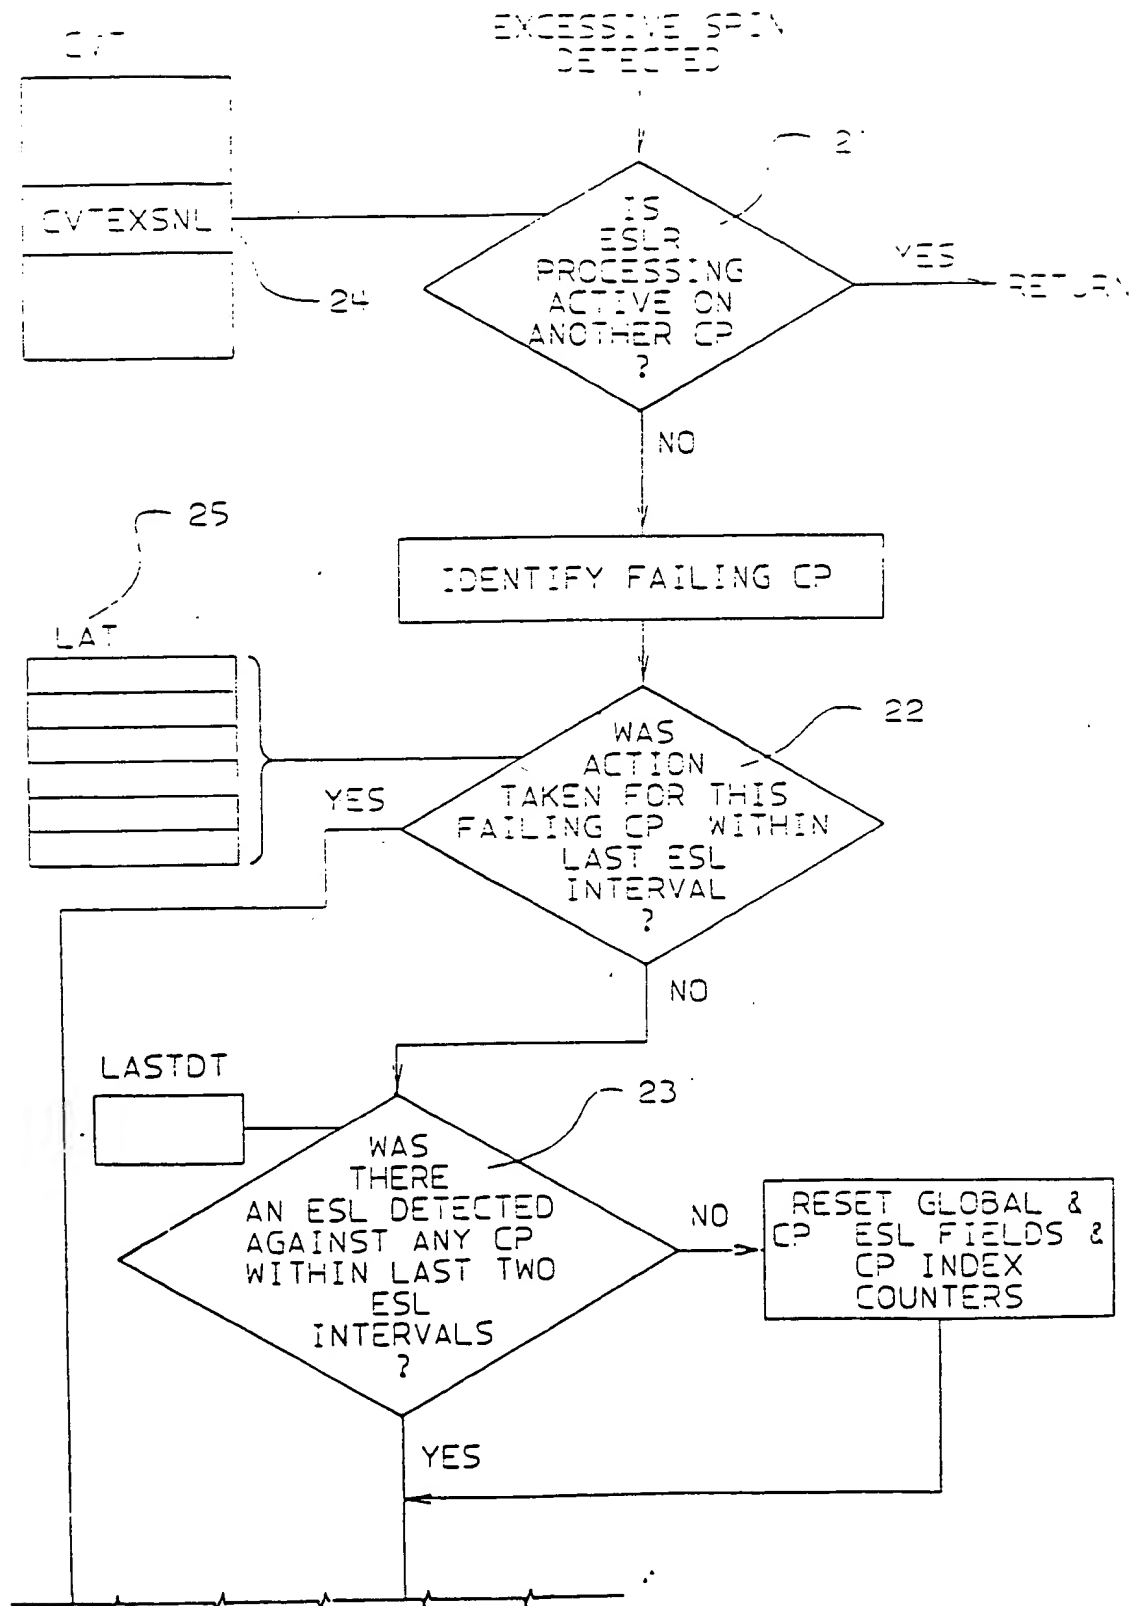 EXCESSIVE SPIN
DETECTED
CVT
CVTEXSNL
24
21
IS
ESLR
PROCESSING
ACTIVE ON
ANOTHER CP
?
YES
RETURN
NO
25
IDENTIFY FAILING CP
LAT
22
WAS
ACTION
TAKEN FOR THIS
FAILING CP WITHIN
LAST ESL
INTERVAL
?
YES
NO
LASTDT
23
WAS
THERE
AN ESL DETECTED
AGAINST ANY CP
WITHIN LAST TWO
ESL
INTERVALS
?
NO
RESET GLOBAL &
CP ESL FIELDS &
CP INDEX
COUNTERS
YES